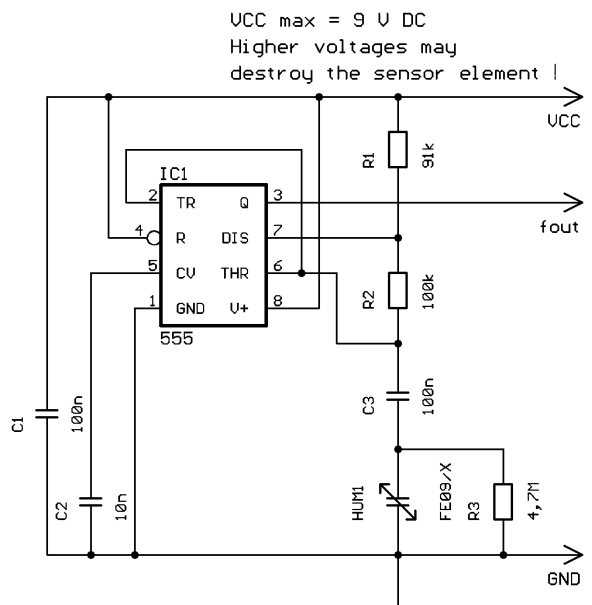 VCC max = 9 V DC
Higher voltages may
destroy the sensor element !
VCC
IC1
R1
91k
2
TR
Q
3
4
R
DIS
7
fout
5
CV
THR
6
1
GND
V+
8
555
R2
100k
C1
100n
C3
100n
C2
10n
HUM1
FE09/X
R3
4,7M
GND